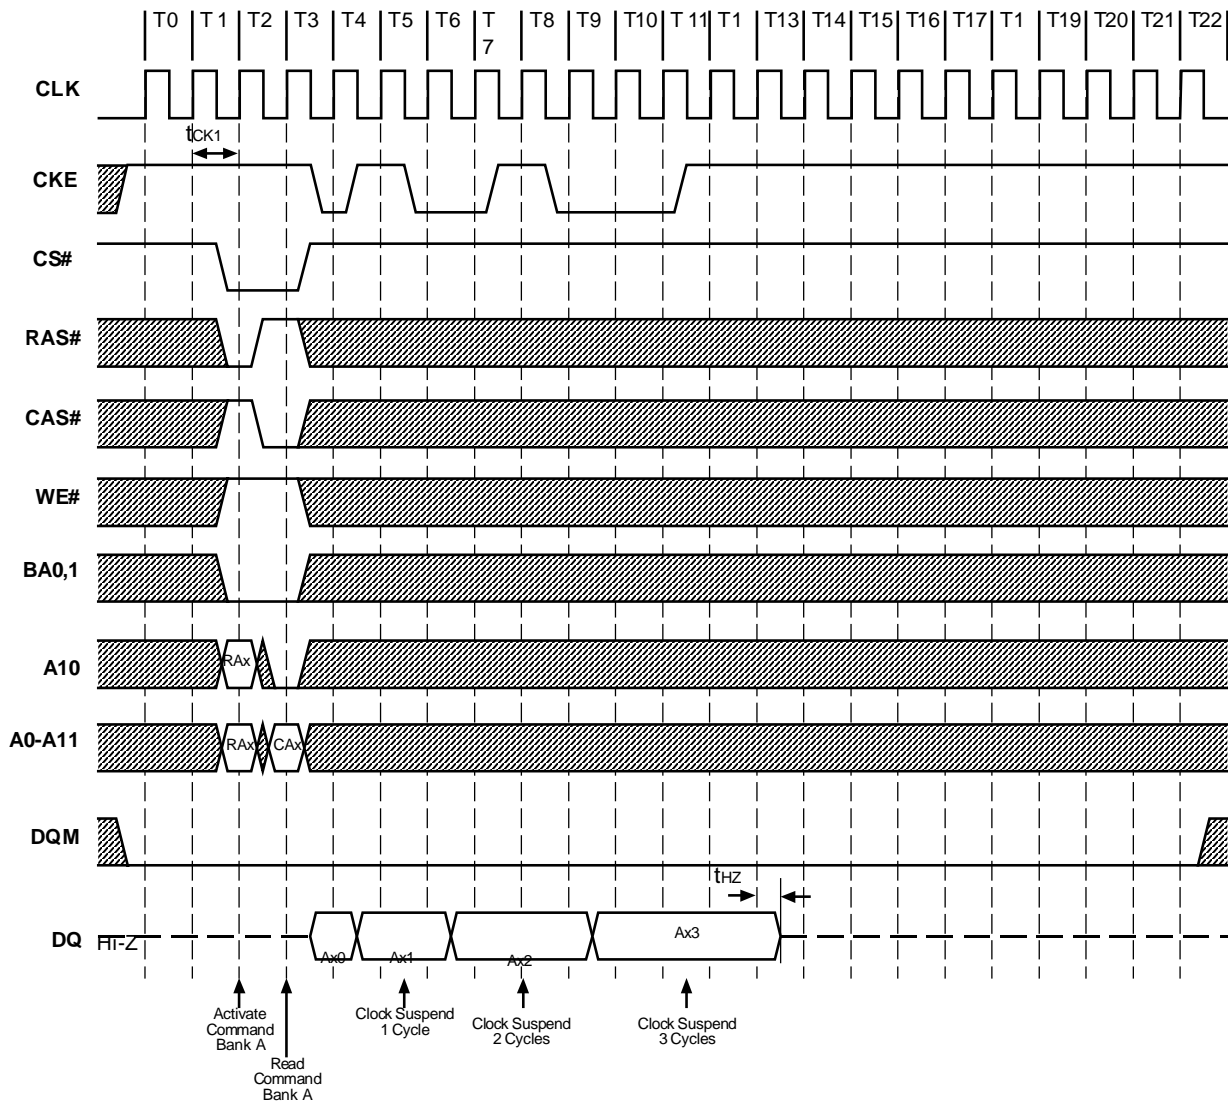 T0 T 1 T2 T3 T4 T5 T6 T 7 T8 T9 T10 T 11 T1 T13 T14 T15 T16 T17 T1 T19 T20 T21 T22
CLK
tCK1
CKE
CS#
RAS#
CAS#
WE#
BA0,1
RAx
A10
RAx CAx
A0-A11
DQM
tHZ
DQ
Hi-Z
Ax0 Ax1 Ax2 Ax3
Activate
Command
Bank A
Read
Command
Bank A
Clock Suspend
1 Cycle
Clock Suspend
2 Cycles
Clock Suspend
3 Cycles